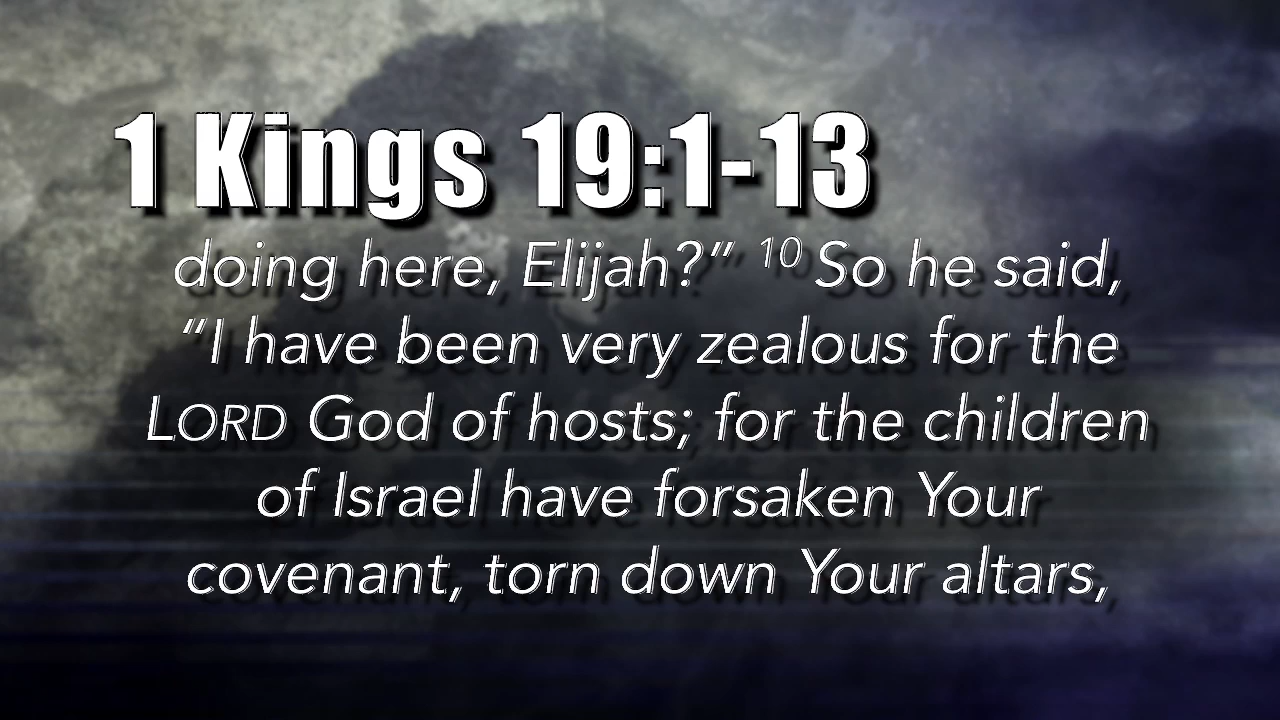 1 Kings 19:1-13
doing here, Elijah?” 10 So he said,
“I have been very zealous for the
LORD God of hosts; for the children
of Israel have forsaken Your
covenant, torn down Your altars,